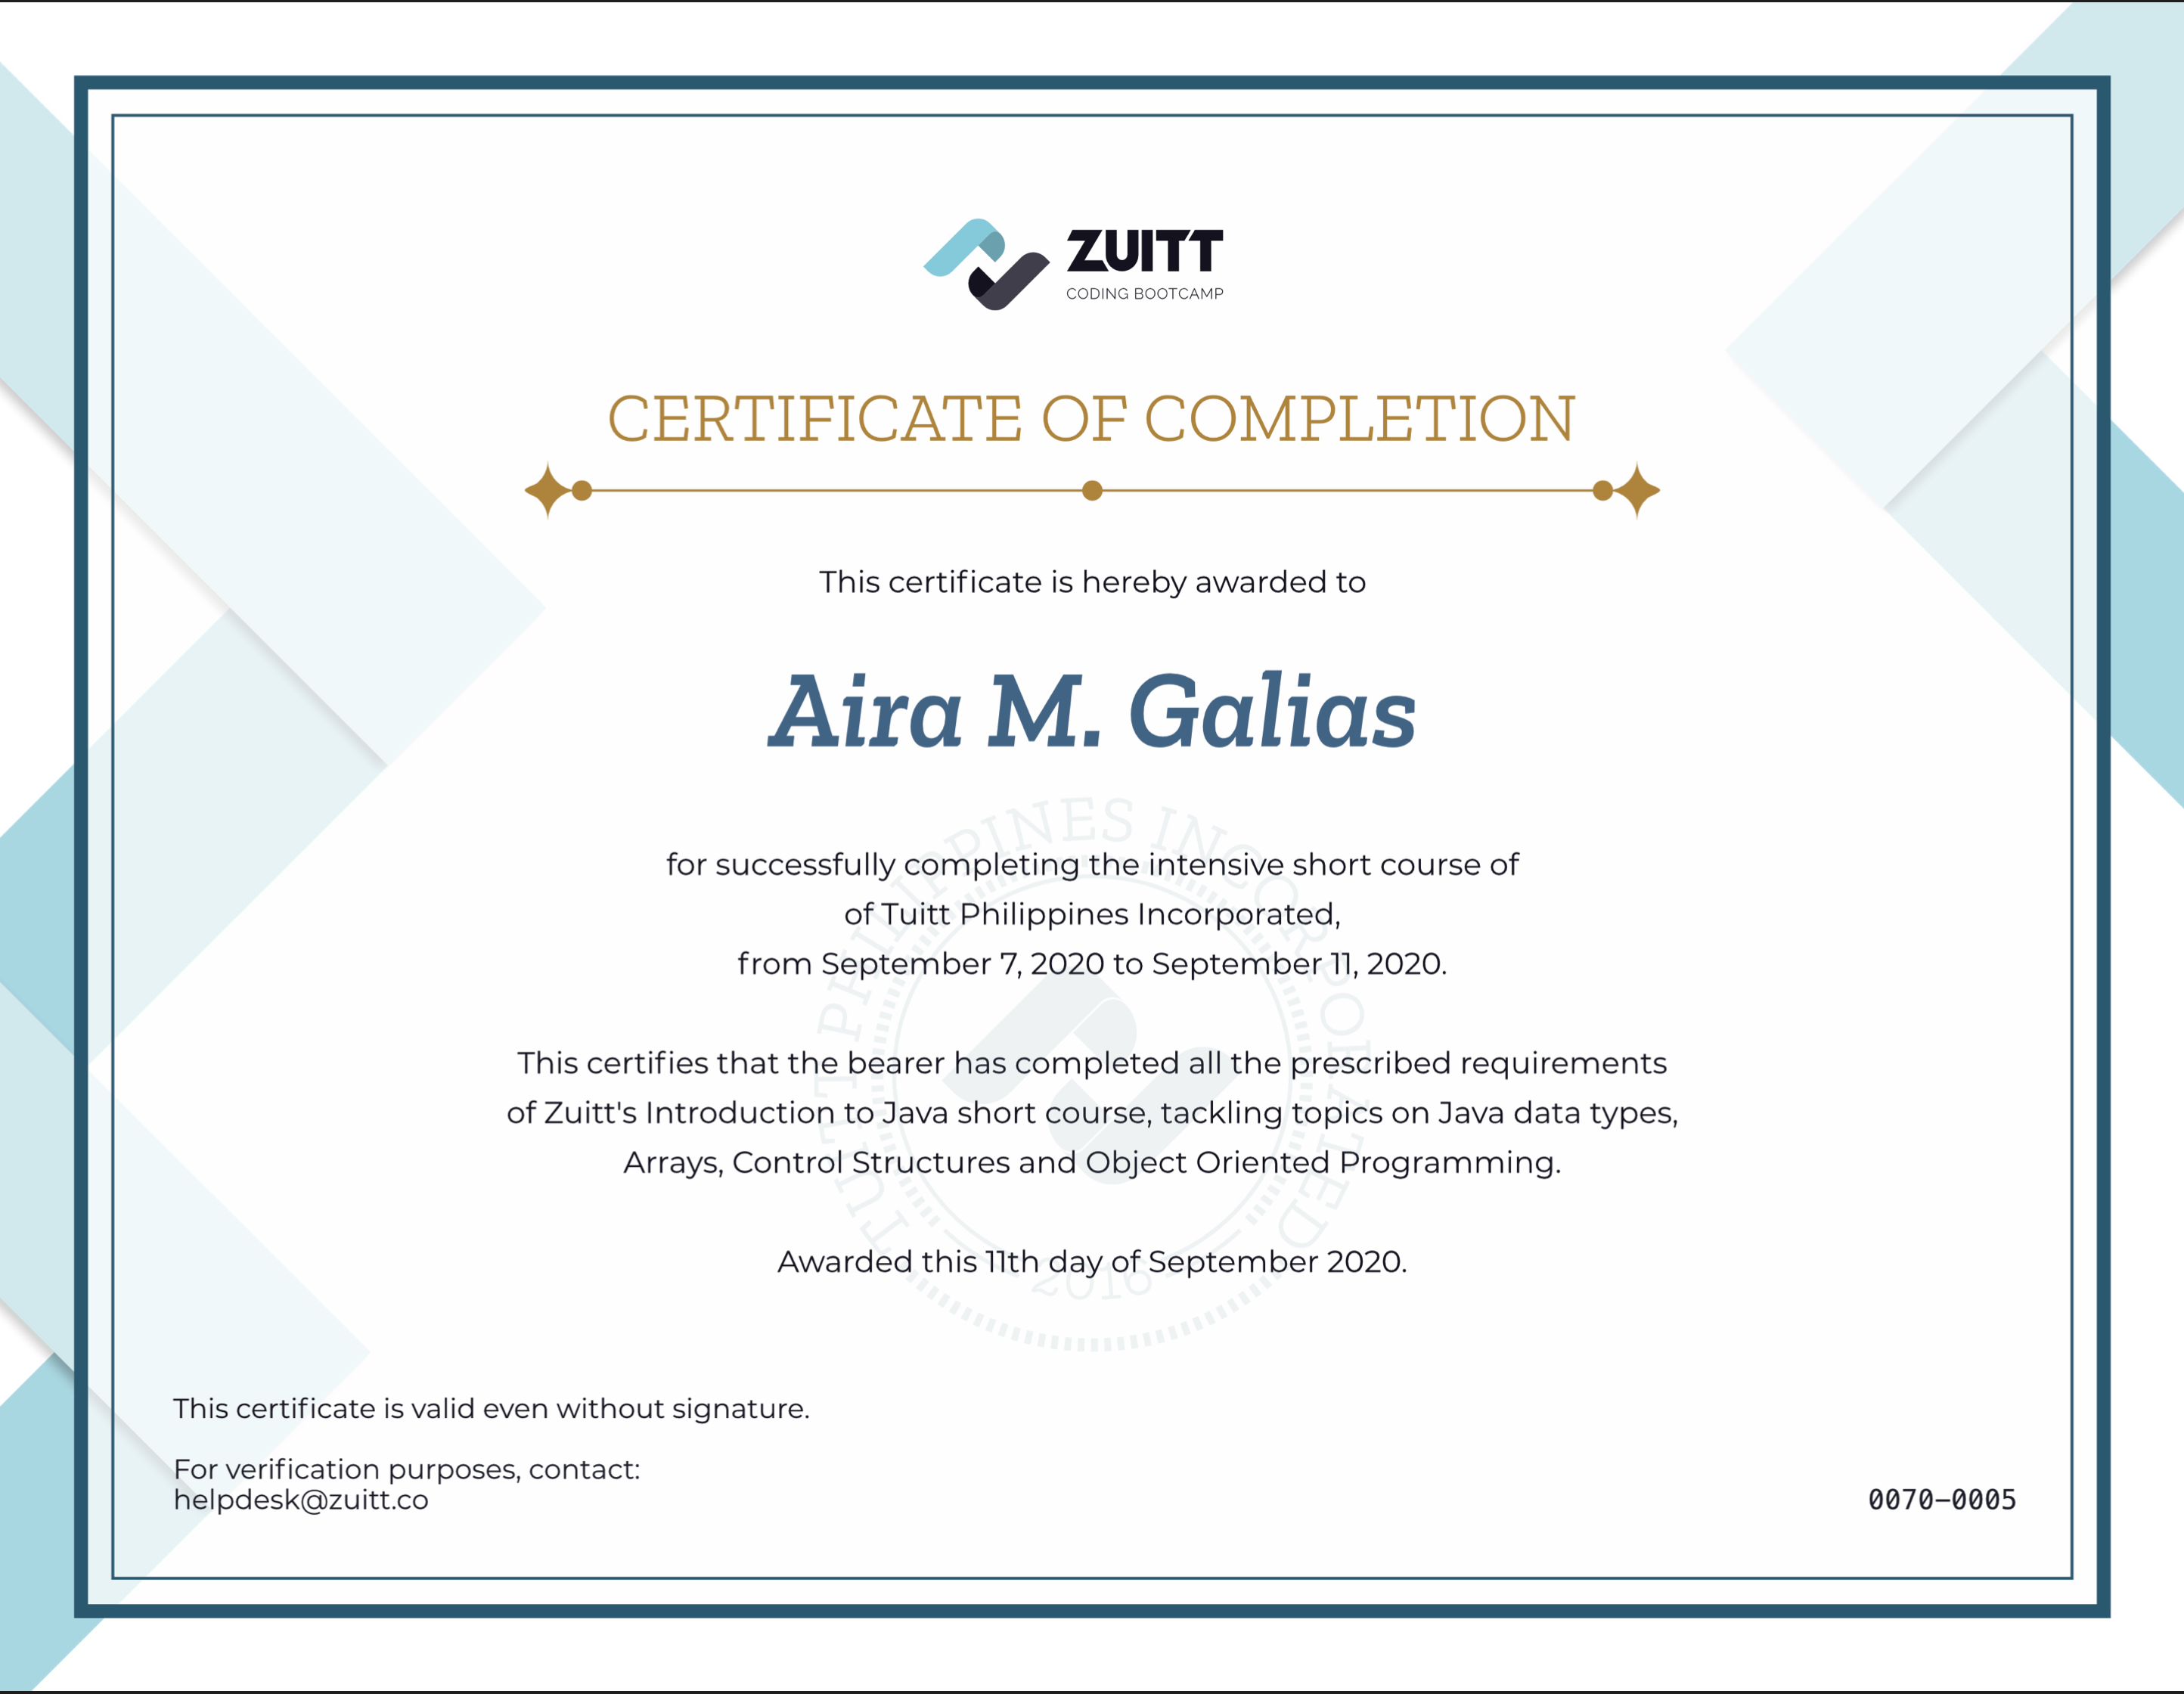 ZUITT
CODING BOOTCAMP
CERTIFICATE OF COMPLETION
This certificate is hereby awarded to
Aira M. Galias
for successfully completing the intensive short course of
of Tuitt Philippines Incorporated,
from September 7, 2020 to September 11, 2020.
This certifies that the bearer has completed all the prescribed requirements
of Zuitt's Introduction to Java short course, tackling topics on Java data types,
Arrays, Control Structures and Object Oriented Programming.
Awarded this 11th day of September 2020.
TUITT PHILIPPINES INCORPORATED
2016
This certificate is valid even without signature.
For verification purposes, contact:
helpdesk@zuitt.co
0070-0005